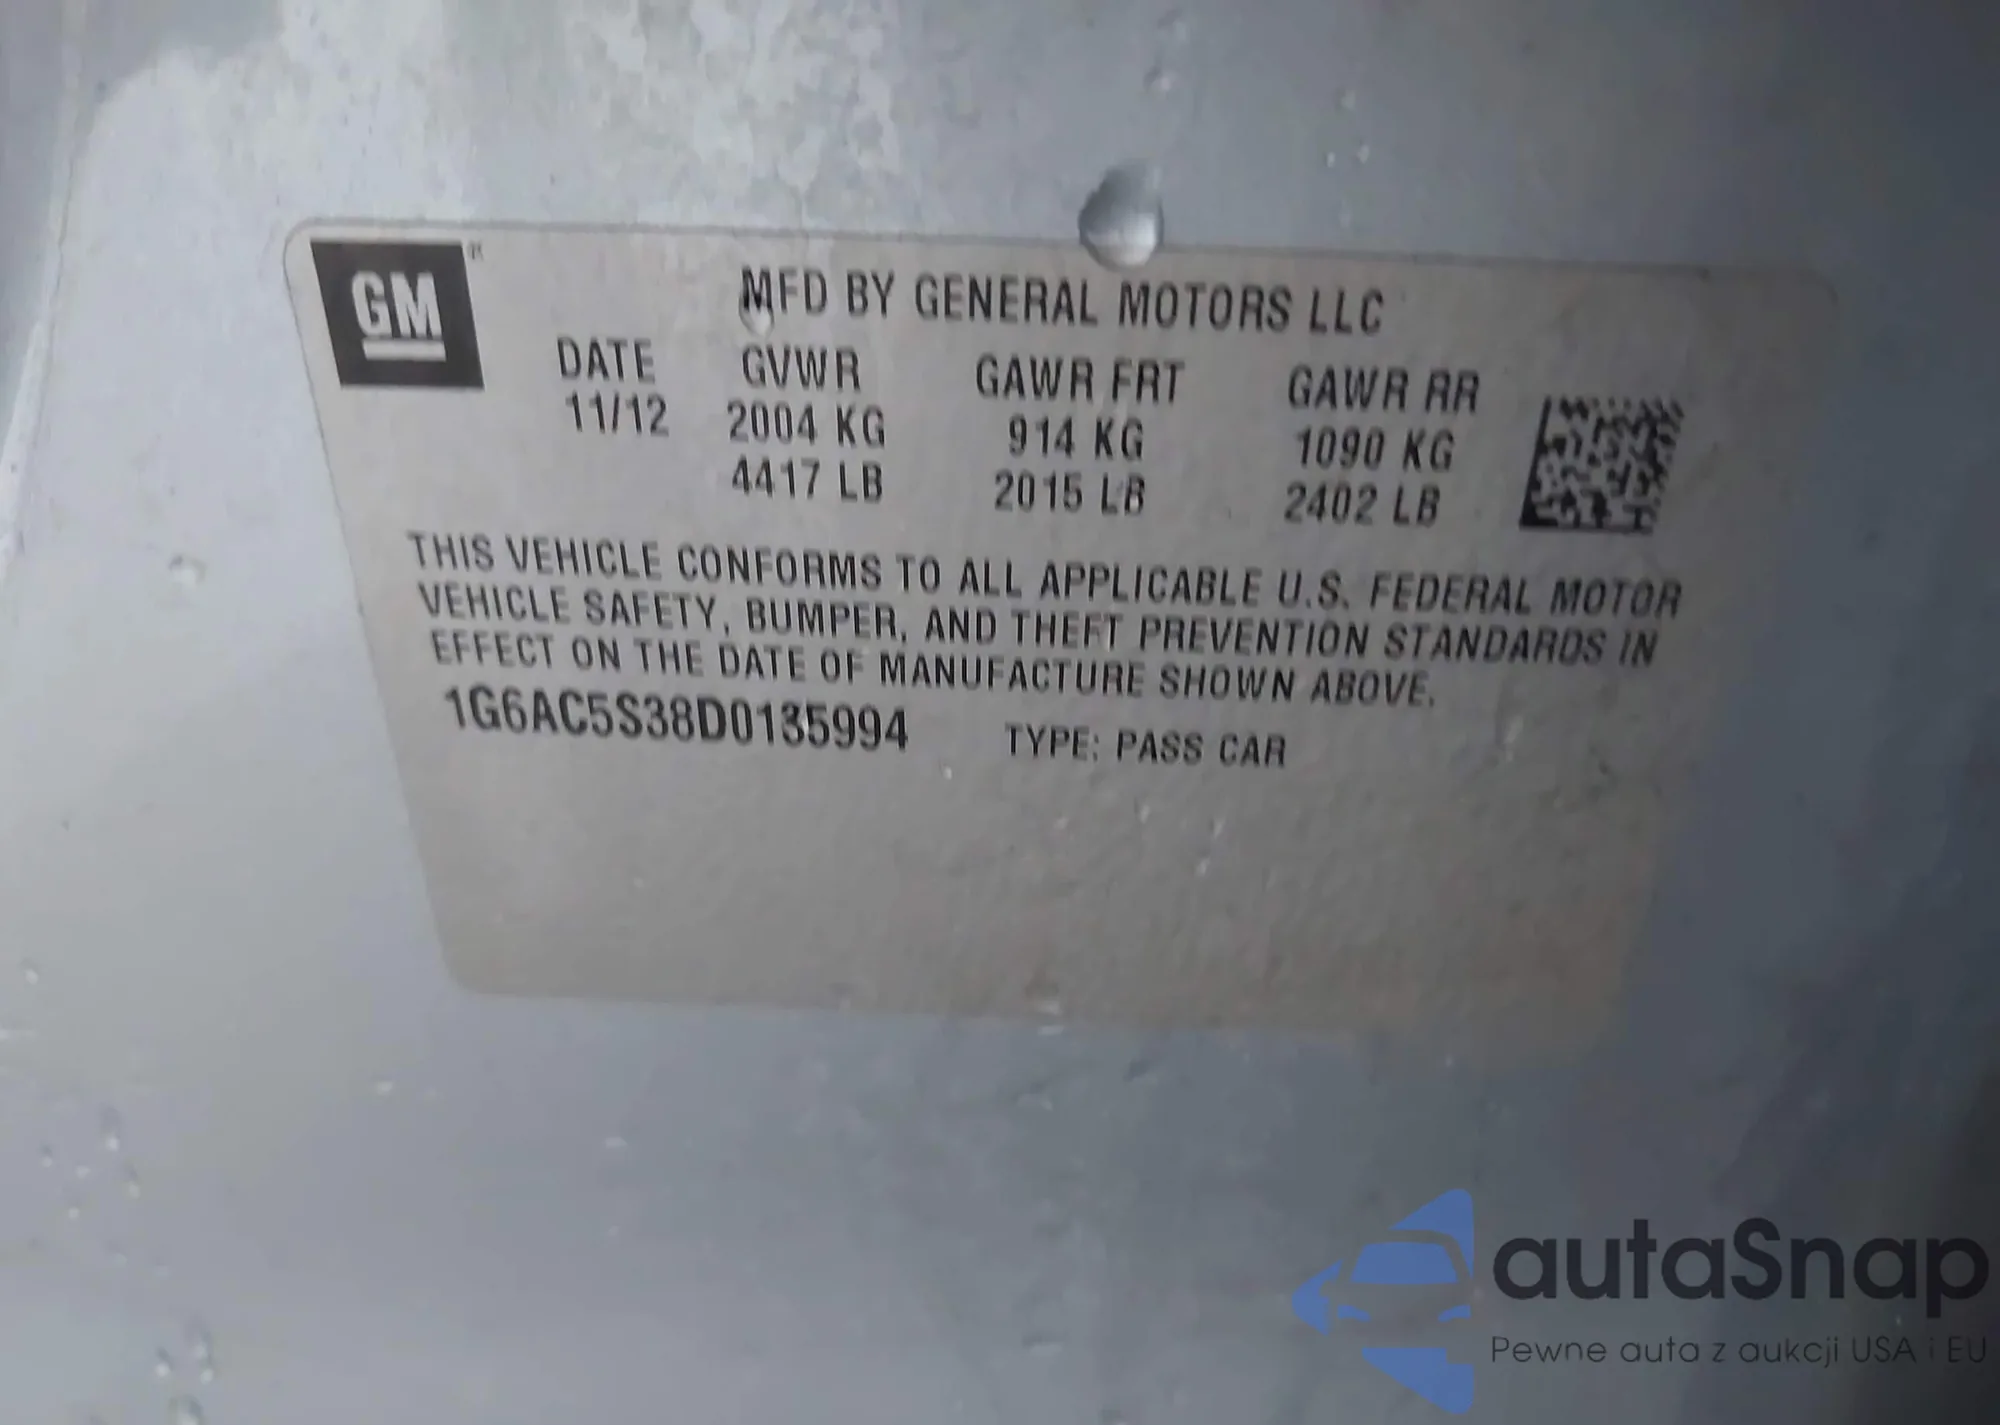 GM®
MFD BY GENERAL MOTORS LLC
DATE GVWR GAWR FRT GAWR RR
11/12 2004 KG 914 KG 1090 KG
4417 LB 2015 LB 2402 LB
THIS VEHICLE CONFORMS TO ALL APPLICABLE U.S. FEDERAL MOTOR
VEHICLE SAFETY, BUMPER, AND THEFT PREVENTION STANDARDS IN
EFFECT ON THE DATE OF MANUFACTURE SHOWN ABOVE.
1G6AC5S38D0135994 TYPE: PASS CAR
autaSnap
Pewne auta z aukcji USA i EU